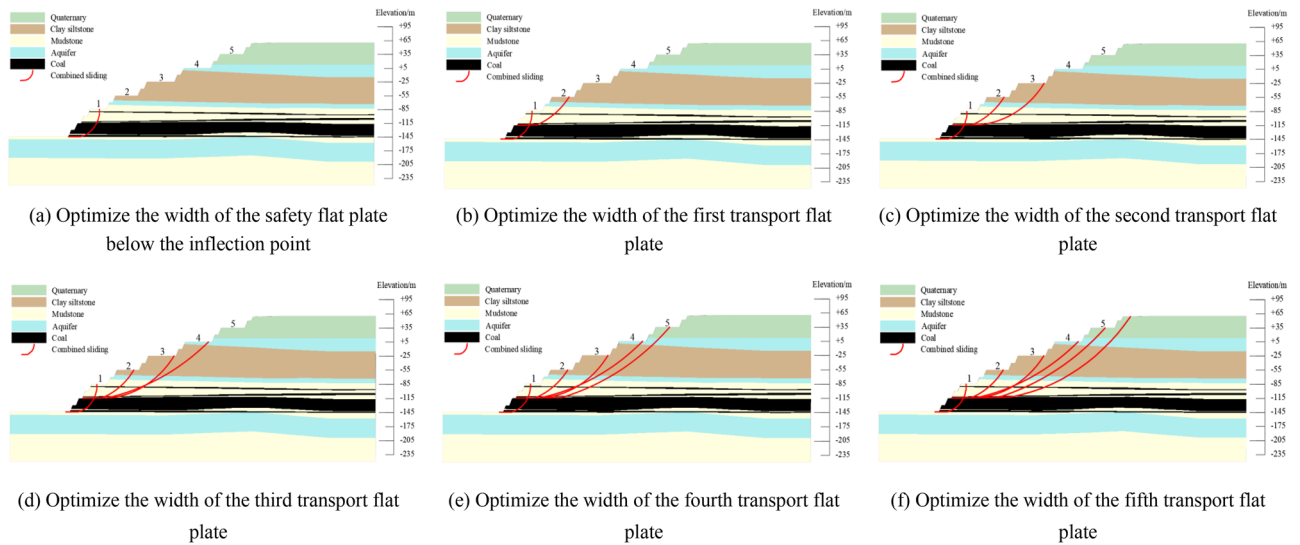 Quaternary
Clay siltstone
Mudstone
Aquifer
Coal
Combined sliding
Elevation/m
+95
+65
+35
+5
-25
-55
-85
-115
-145
-175
-205
-235
1
2
3
4
5
(a) Optimize the width of the safety flat plate
below the inflection point
Quaternary
Clay siltstone
Mudstone
Aquifer
Coal
Combined sliding
Elevation/m
+95
+65
+35
+5
-25
-55
-85
-115
-145
-175
-205
-235
1
2
3
4
5
(b) Optimize the width of the first transport flat
plate
Quaternary
Clay siltstone
Mudstone
Aquifer
Coal
Combined sliding
Elevation/m
+95
+65
+35
+5
-25
-55
-85
-115
-145
-175
-205
-235
1
2
3
4
5
(c) Optimize the width of the second transport flat
plate
Quaternary
Clay siltstone
Mudstone
Aquifer
Coal
Combined sliding
Elevation/m
+95
+65
+35
+5
-25
-55
-85
-115
-145
-175
-205
-235
1
2
3
4
5
(d) Optimize the width of the third transport flat
plate
Quaternary
Clay siltstone
Mudstone
Aquifer
Coal
Combined sliding
Elevation/m
+95
+65
+35
+5
-25
-55
-85
-115
-145
-175
-205
-235
1
2
3
4
5
(e) Optimize the width of the fourth transport flat
plate
Quaternary
Clay siltstone
Mudstone
Aquifer
Coal
Combined sliding
Elevation/m
+95
+65
+35
+5
-25
-55
-85
-115
-145
-175
-205
-235
1
2
3
4
5
(f) Optimize the width of the fifth transport flat
plate